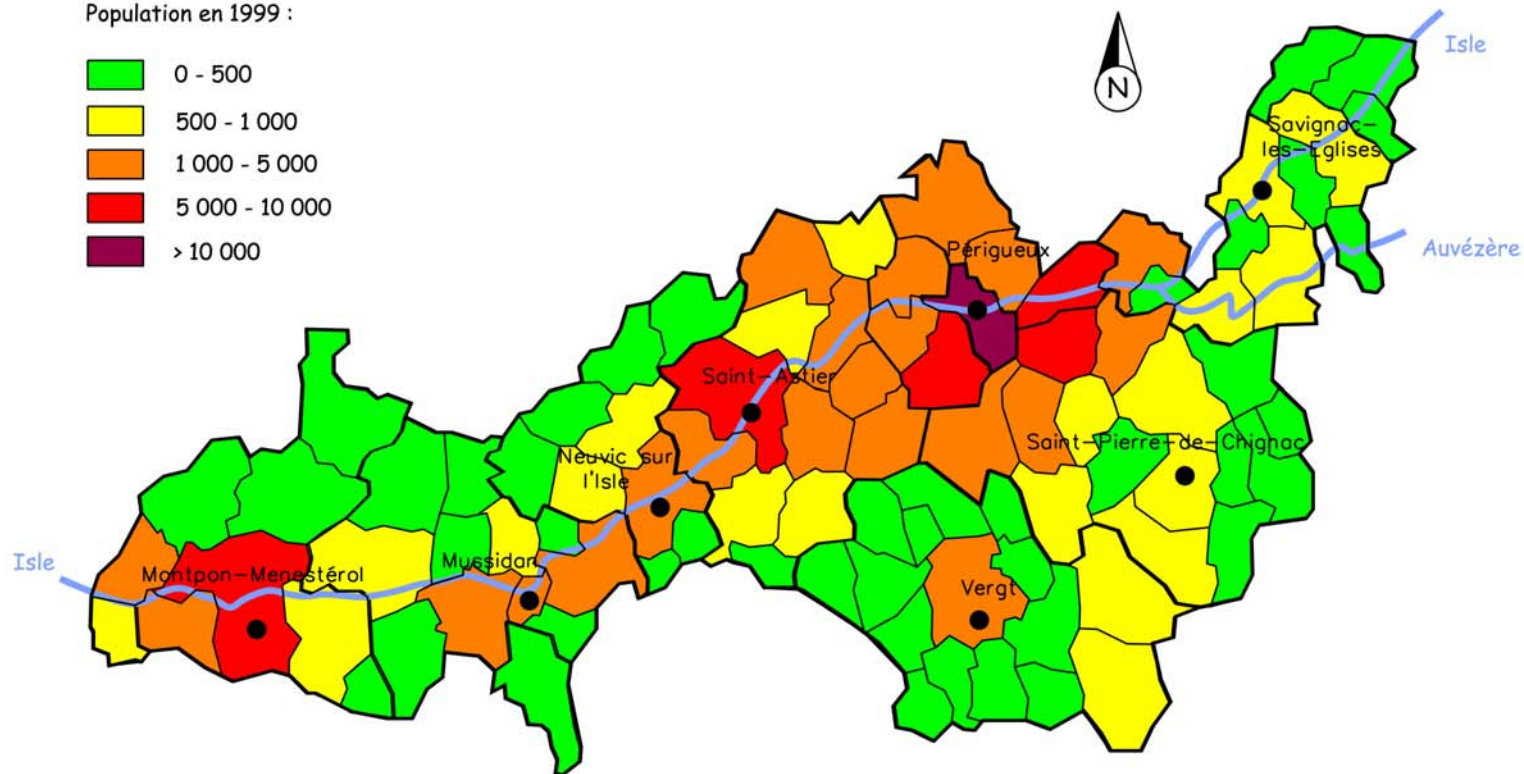 Population en 1999 :
0 - 500
500 - 1 000
1 000 - 5 000
5 000 - 10 000
> 10 000
N
Isle
Savignac-
les-Eglises
Auvézère
Périgueux
Saint-Astier
Saint-Pierre-de-Chignac
Neuvic sur
l'Isle
Isle
Mussidan
Montpon-Menestérol
Vergt